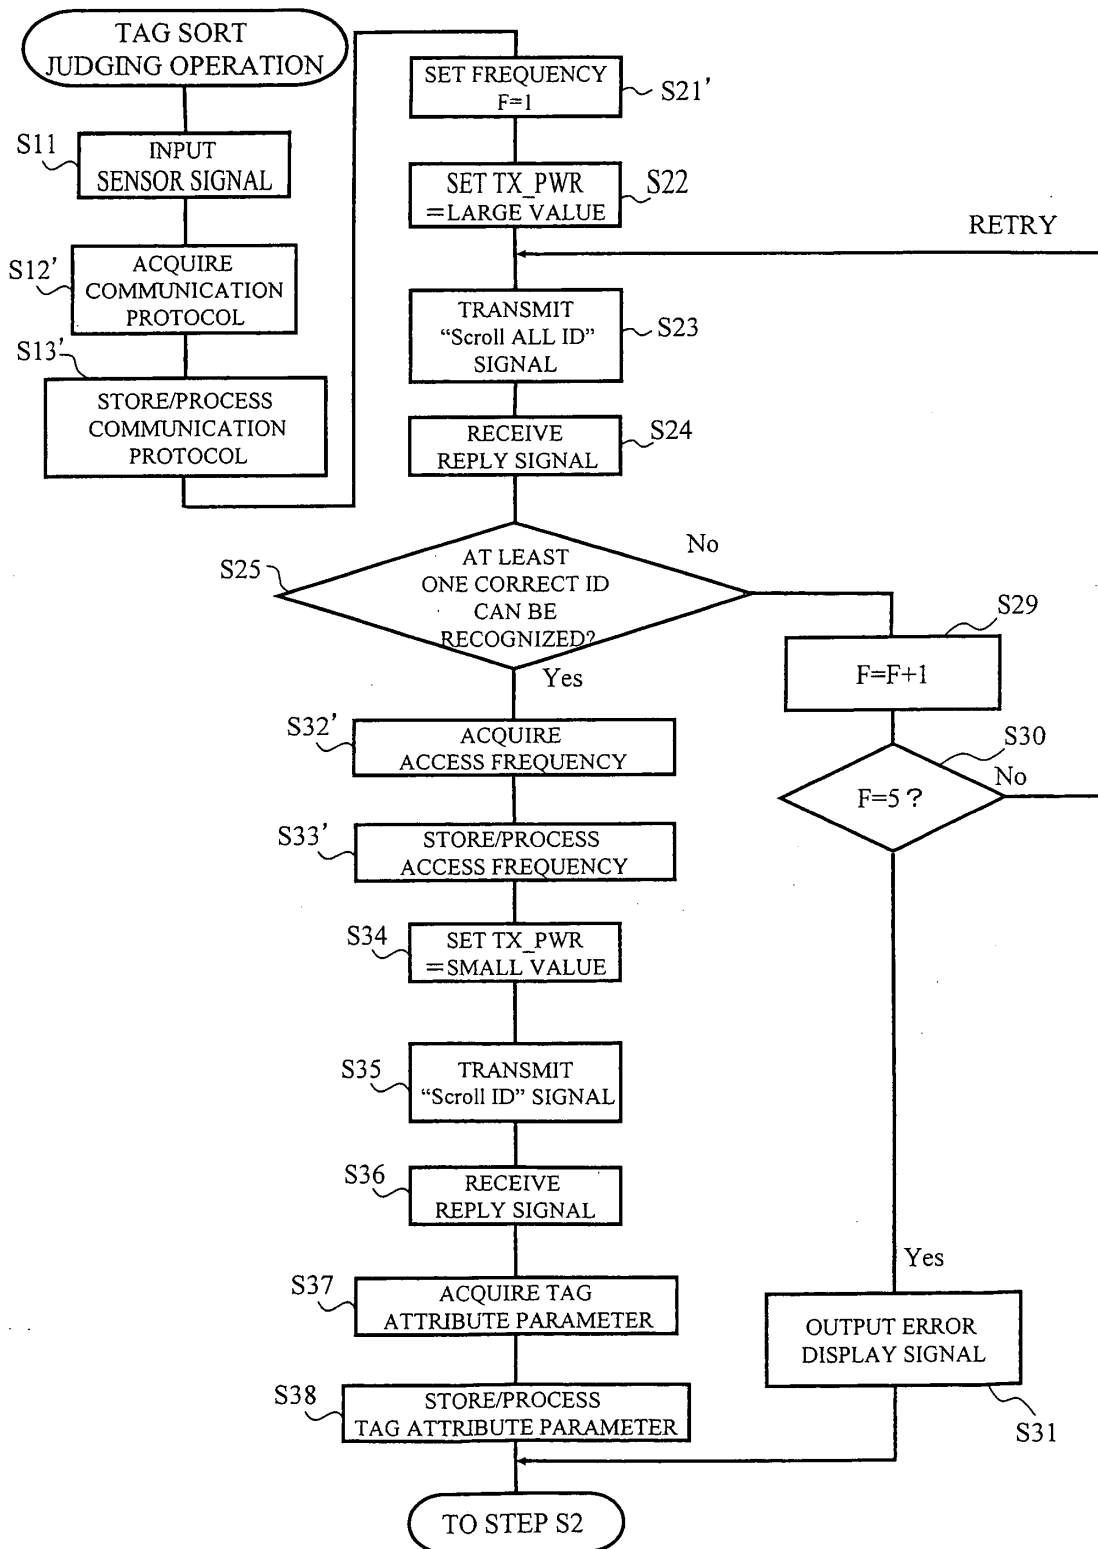 TAG SORT
JUDGING OPERATION
S11
INPUT
SENSOR SIGNAL
S12'
ACQUIRE
COMMUNICATION
PROTOCOL
S13'
STORE/PROCESS
COMMUNICATION
PROTOCOL
SET FREQUENCY
F=1
S21'
SET TX_PWR
=LARGE VALUE
S22
RETRY
TRANSMIT
“Scroll ALL ID”
SIGNAL
S23
RECEIVE
REPLY SIGNAL
S24
S25
AT LEAST
ONE CORRECT ID
CAN BE
RECOGNIZED?
No
Yes
S29
F=F+1
S30
F=5?
No
Yes
S32'
ACQUIRE
ACCESS FREQUENCY
S33'
STORE/PROCESS
ACCESS FREQUENCY
S34
SET TX_PWR
=SMALL VALUE
S35
TRANSMIT
“Scroll ID” SIGNAL
S36
RECEIVE
REPLY SIGNAL
S37
ACQUIRE TAG
ATTRIBUTE PARAMETER
S38
STORE/PROCESS
TAG ATTRIBUTE PARAMETER
OUTPUT ERROR
DISPLAY SIGNAL
S31
TO STEP S2